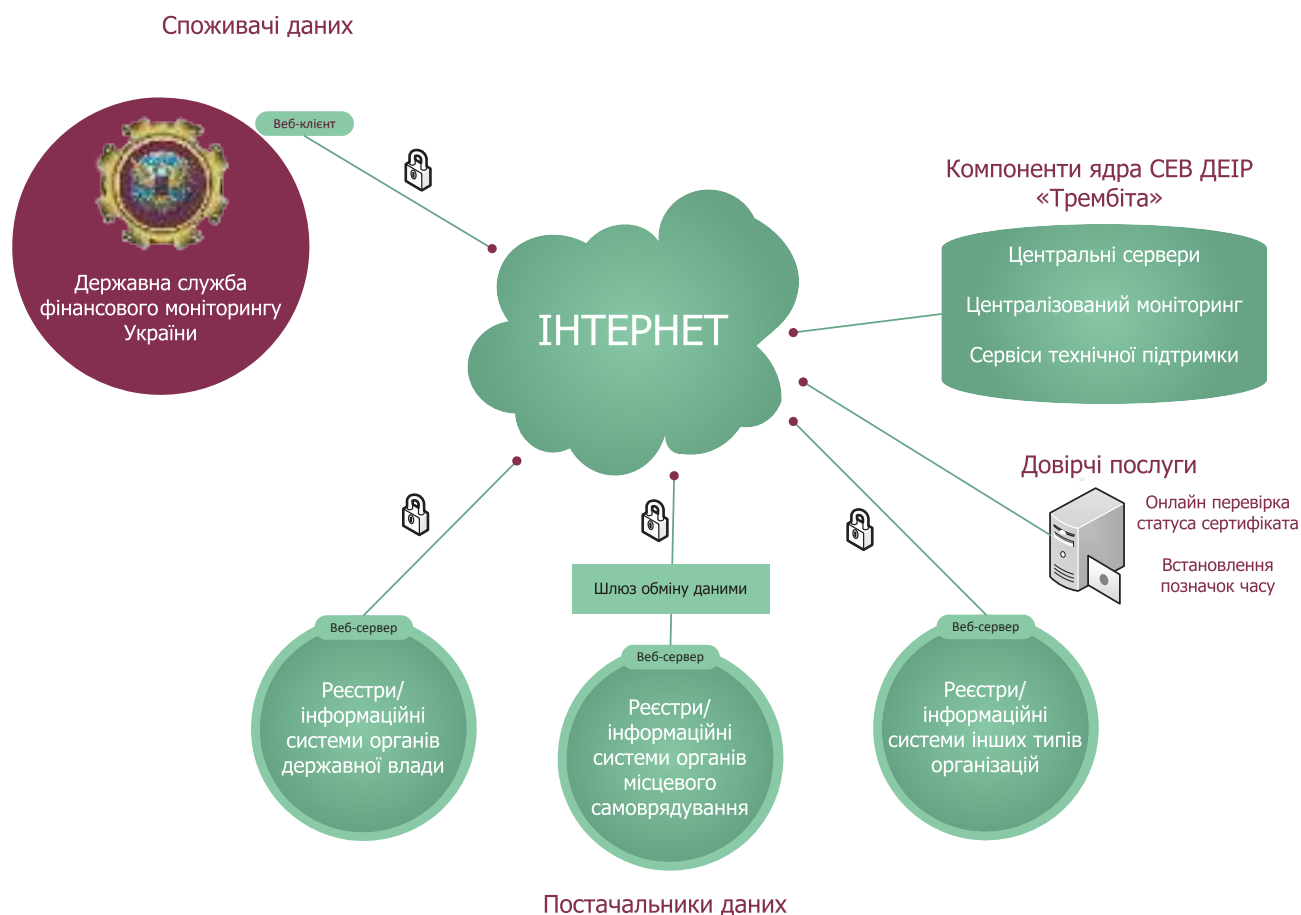 Споживачі даних
Веб-клієнт
Державна служба
фінансового моніторингу
України
ІНТЕРНЕТ
Компоненти ядра СЕВ ДЕІР
«Трембіта»
Центральні сервери
Централізований моніторинг
Сервіси технічної підтримки
Довірчі послуги
Онлайн перевірка
статуса сертифіката
Встановлення
позначок часу
Шлюз обміну даними
Веб-сервер
Реєстри/
інформаційні
системи органів
державної влади
Веб-сервер
Реєстри/
інформаційні
системи органів
місцевого
самоврядування
Веб-сервер
Реєстри/
інформаційні
системи інших типів
організацій
Постачальники даних